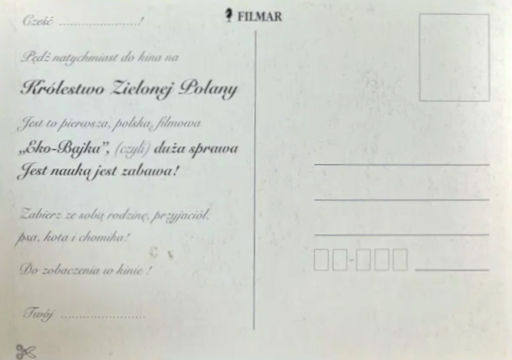 FILMAR
Cześć ........................!
Pędź natychmiast do kina na
Królestwo Zielonej Polany
Jest to pierwsza, polska, filmowa
„Eko-Bajka”, (czyli) duża sprawa
Jest nauką jest zabawa!
Zabierz ze sobą rodzinę, przyjaciół,
psa, kota i chomika!
Do zobaczenia w kinie !
Twój ........................